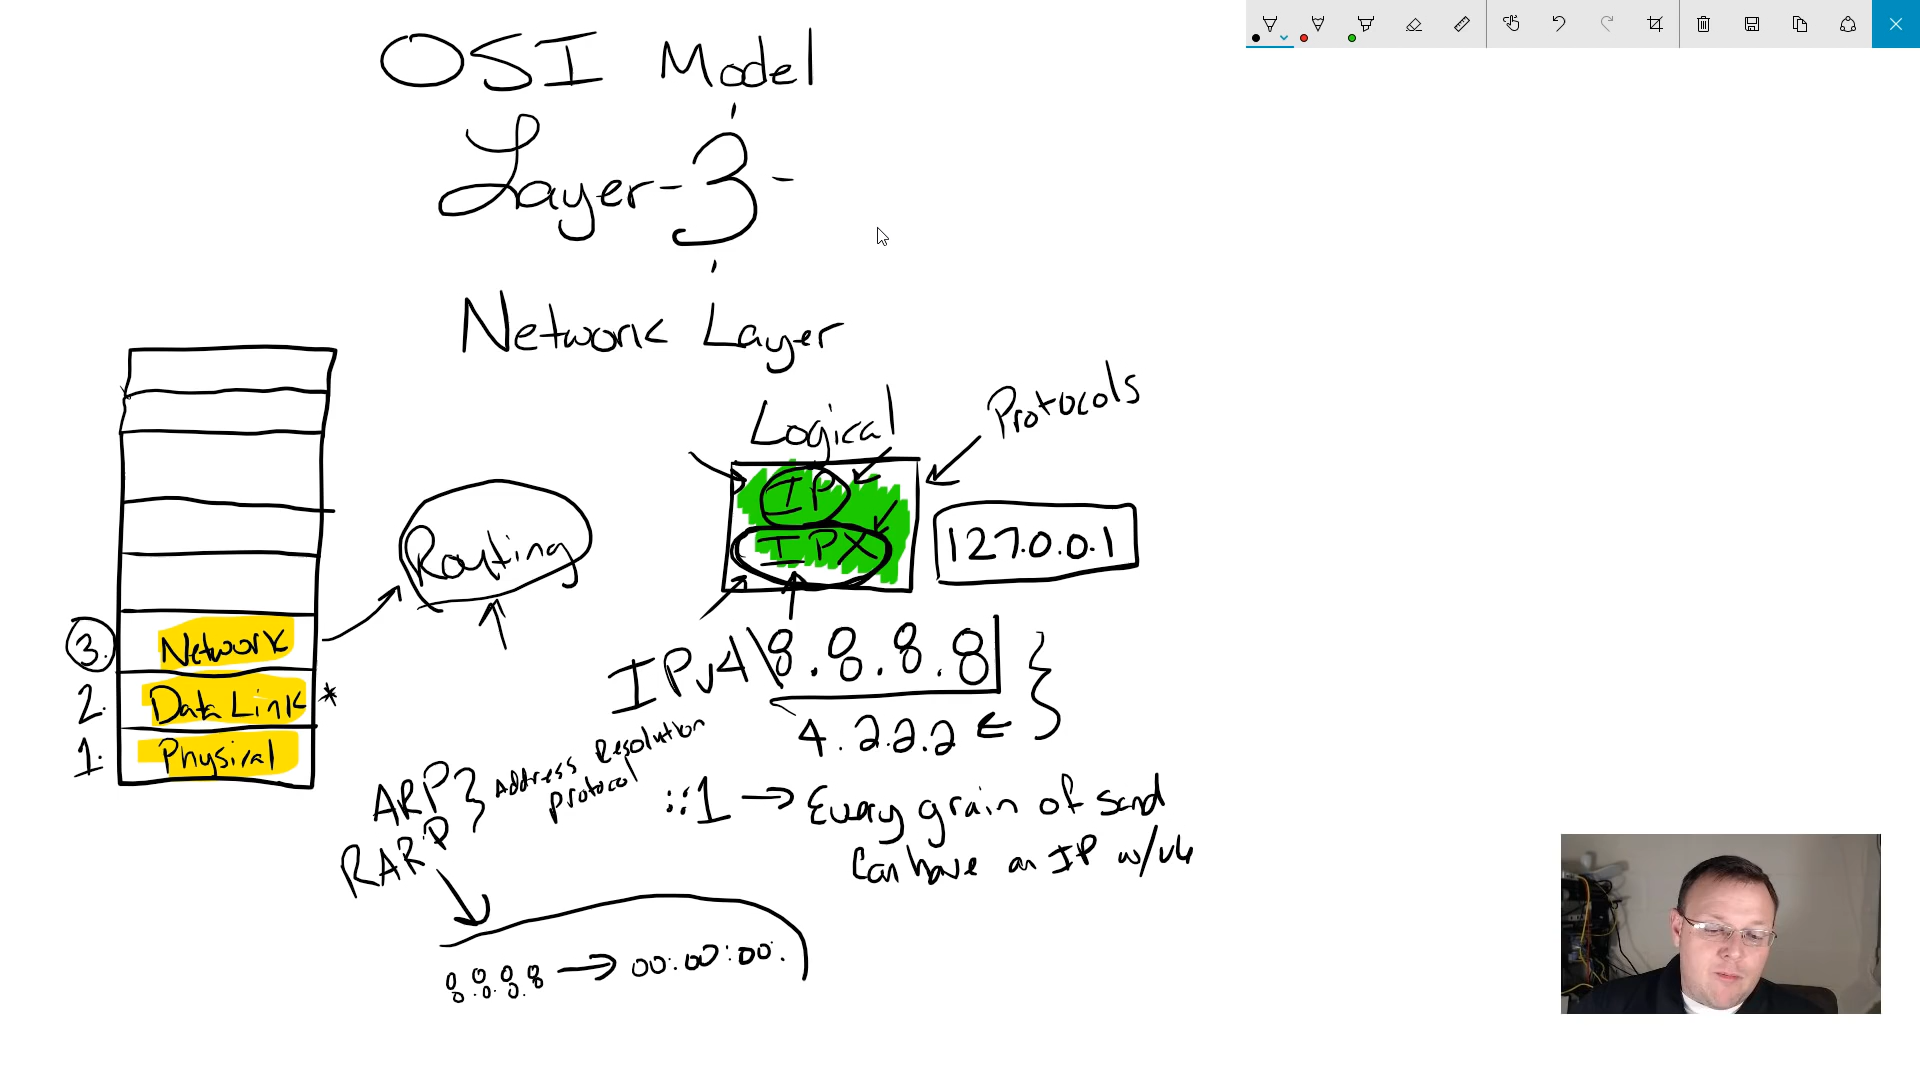 OSI Model
Layer-3-
Network Layer
Logical
Protocols
IP
IPX
127.0.0.1
Routing
3. Network
2. Data Link *
1. Physical
IPv4 8.8.8.8
4.2.2.2
ARP } Address Resolution
Protocol
RARP
::1 → Every grain of sand
Can have an IP w/v6
8.8.8.8 → 00:00:00: